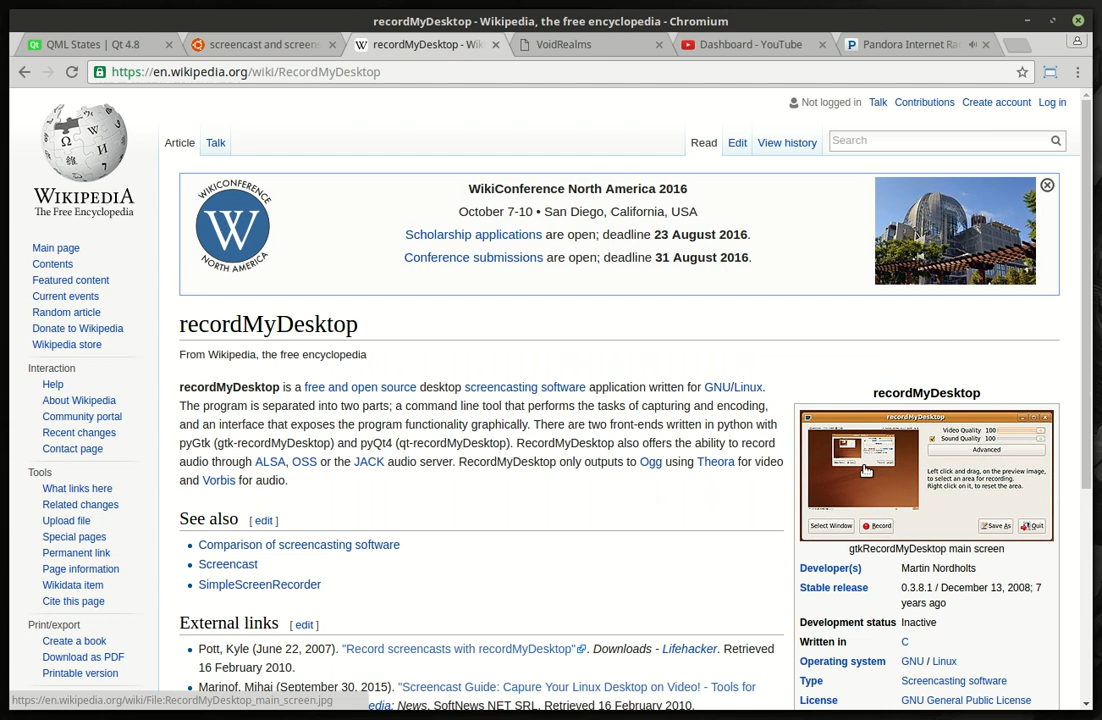 recordMyDesktop - Wikipedia, the free encyclopedia - Chromium
QML States | Qt 4.8
screencast and screens
recordMyDesktop - Wik
VoidRealms
Dashboard - YouTube
Pandora Internet Ra
https://en.wikipedia.org/wiki/RecordMyDesktop
Not logged in Talk Contributions Create account Log in
Article Talk
Read Edit View history
Search
WIKIPEDIA
The Free Encyclopedia
Main page
Contents
Featured content
Current events
Random article
Donate to Wikipedia
Wikipedia store
Interaction
Help
About Wikipedia
Community portal
Recent changes
Contact page
Tools
What links here
Related changes
Upload file
Special pages
Permanent link
Page information
Wikidata item
Cite this page
Print/export
Create a book
Download as PDF
Printable version
https://en.wikipedia.org/wiki/File:RecordMyDesktop_main_screen.jpg
WIKICONFERENCE
W
NORTH AMERICA
WikiConference North America 2016
October 7-10 • San Diego, California, USA
Scholarship applications are open; deadline 23 August 2016.
Conference submissions are open; deadline 31 August 2016.
recordMyDesktop
From Wikipedia, the free encyclopedia
recordMyDesktop is a free and open source desktop screencasting software application written for GNU/Linux.
The program is separated into two parts; a command line tool that performs the tasks of capturing and encoding,
and an interface that exposes the program functionality graphically. There are two front-ends written in python with
pyGtk (gtk-recordMyDesktop) and pyQt4 (qt-recordMyDesktop). RecordMyDesktop also offers the ability to record
audio through ALSA, OSS or the JACK audio server. RecordMyDesktop only outputs to Ogg using Theora for video
and Vorbis for audio.
See also [ edit ]
Comparison of screencasting software
Screencast
SimpleScreenRecorder
External links [ edit ]
Pott, Kyle (June 22, 2007). "Record screencasts with recordMyDesktop". Downloads - Lifehacker. Retrieved
16 February 2010.
Marinof, Mihai (September 30, 2015). "Screencast Guide: Capure Your Linux Desktop on Video! - Tools for
edia: News. SoftNews NET SRL. Retrieved 16 February 2010.
recordMyDesktop
recordMyDesktop
Video Quality 100
Sound Quality 100
Advanced
Left click and drag, on the preview image,
to select an area for recording.
Right click on it, to reset the area.
Select Window Record Save As Quit
gtkRecordMyDesktop main screen
Developer(s) Martin Nordholts
Stable release 0.3.8.1 / December 13, 2008; 7
years ago
Development status Inactive
Written in C
Operating system GNU / Linux
Type Screencasting software
License GNU General Public License